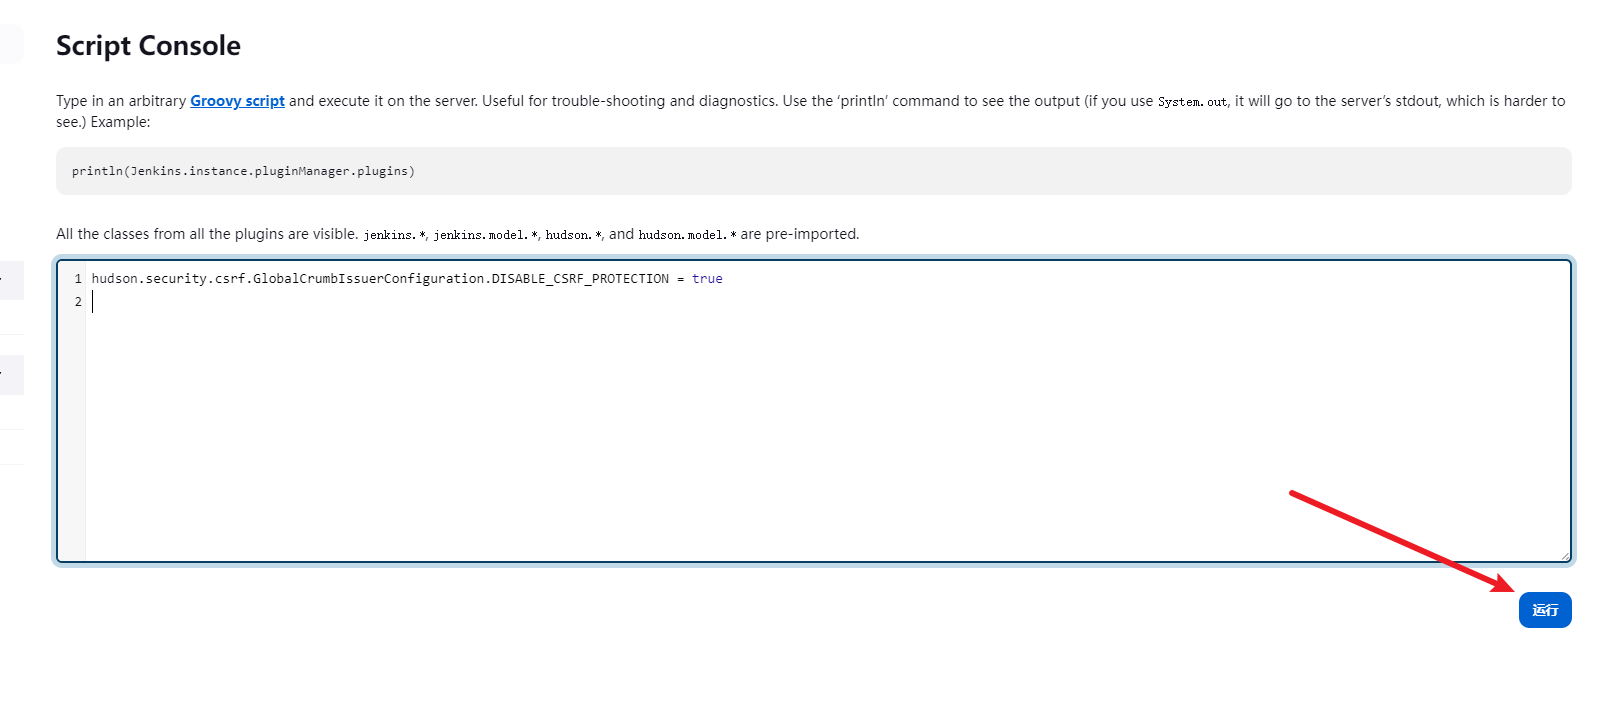 Script Console
Type in an arbitrary Groovy script and execute it on the server. Useful for trouble-shooting and diagnostics. Use the ‘println’ command to see the output (if you use System.out, it will go to the server’s stdout, which is harder to
see.) Example:
println(Jenkins.instance.pluginManager.plugins)
All the classes from all the plugins are visible. jenkins.*, jenkins.model.*, hudson.*, and hudson.model.* are pre-imported.
1 hudson.security.csrf.GlobalCrumbIssuerConfiguration.DISABLE_CSRF_PROTECTION = true
2
运行